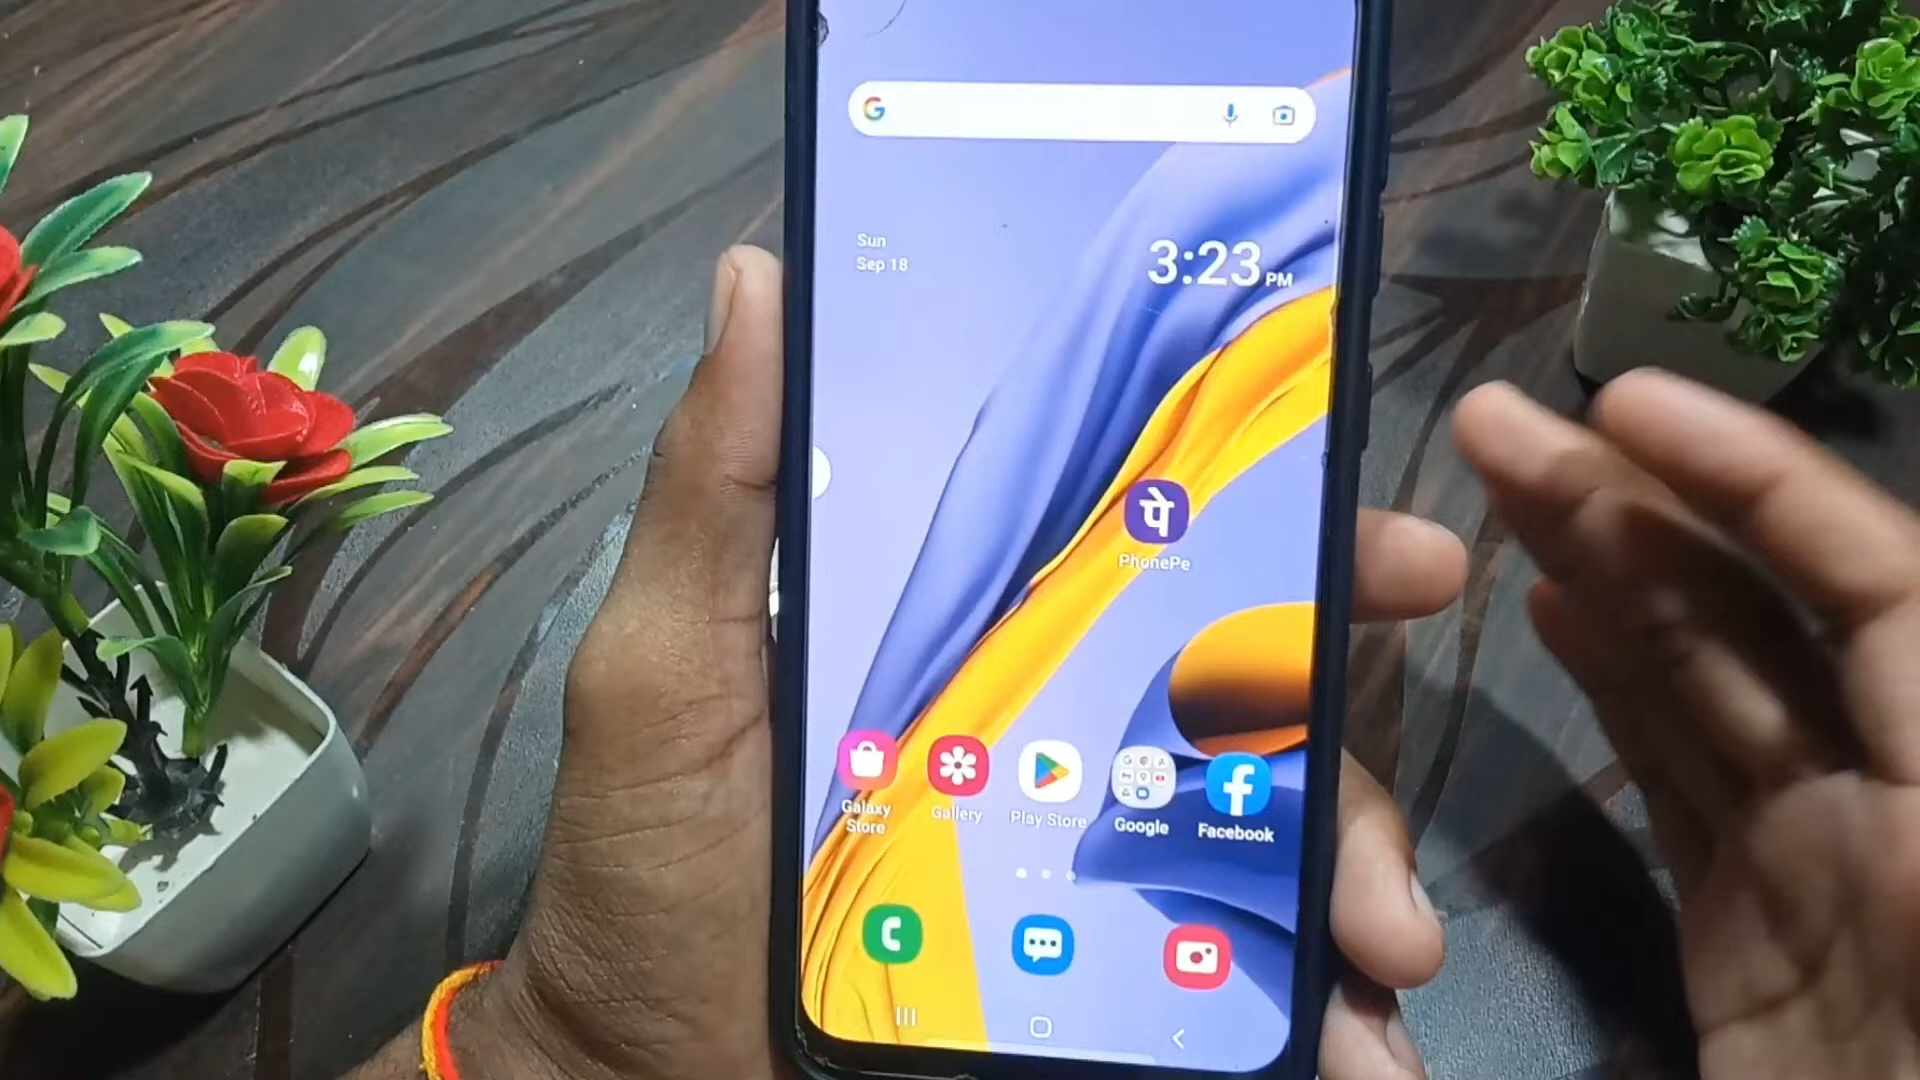 G
Sun
Sep 18
3:23 PM
पे
PhonePe
Galaxy
Store
Gallery
Play Store
Google
Facebook